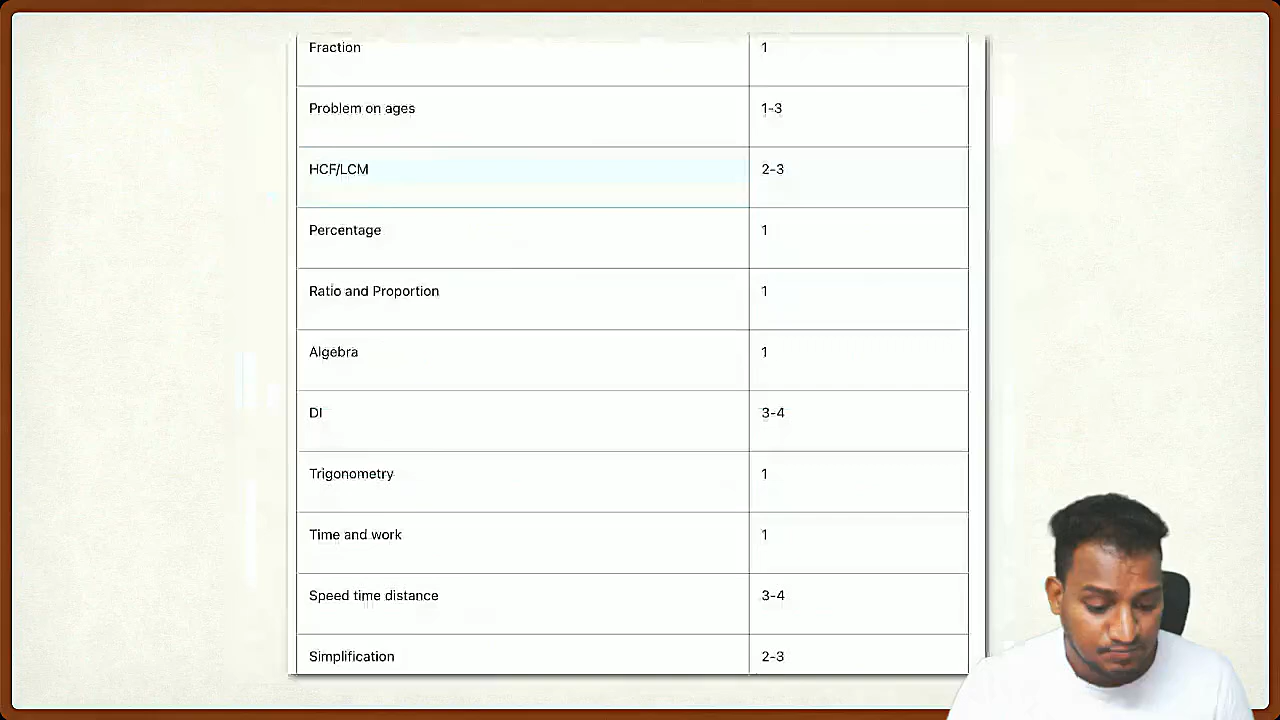 Fraction 1
Problem on ages 1-3
HCF/LCM 2-3
Percentage 1
Ratio and Proportion 1
Algebra 1
DI 3-4
Trigonometry 1
Time and work 1
Speed time distance 3-4
Simplification 2-3